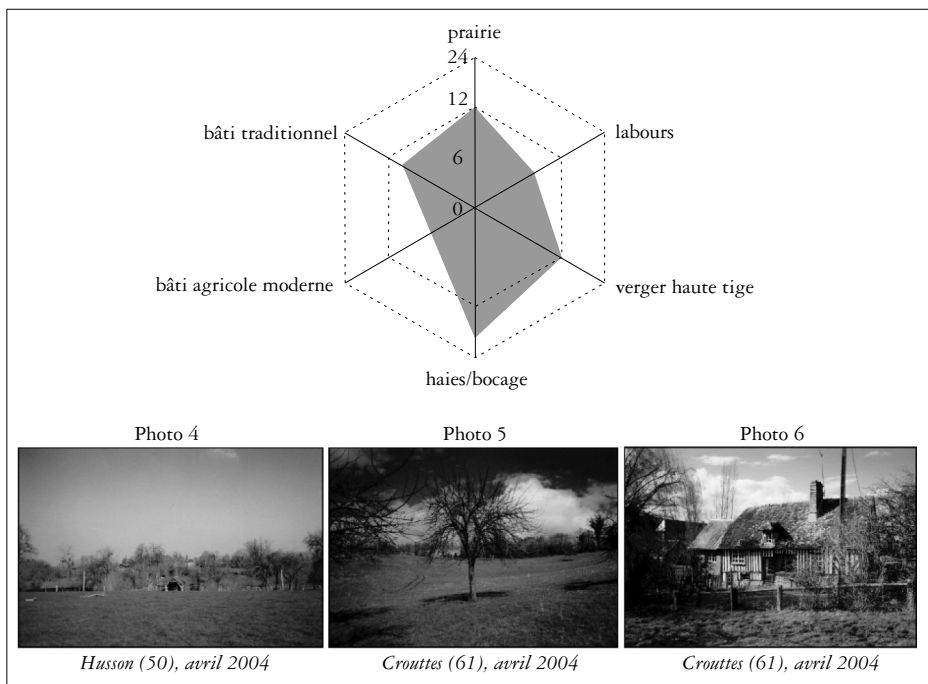 prairie
24
12
bâti traditionnel
labours
6
0
bâti agricole moderne
verger haute tige
haies/bocage
Photo 4
Photo 5
Photo 6
Husson (50), avril 2004
Crouttes (61), avril 2004
Crouttes (61), avril 2004